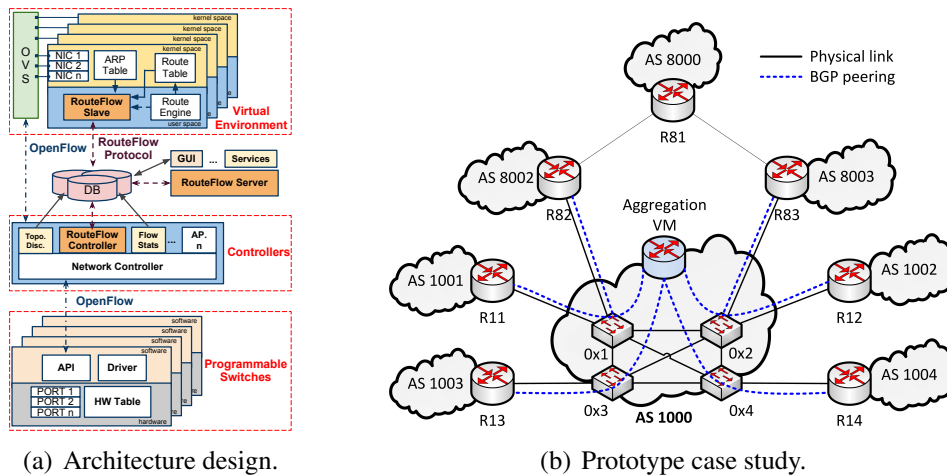 kernel space
kernel space
kernel space
kernel space
O V S
NIC 1
NIC 2
NIC n
ARP Table
Route Table
RouteFlow Slave
Route Engine
user space
Virtual Environment
OpenFlow
RouteFlow Protocol
GUI
...
Services
DB
RouteFlow Server
Topo. Disc.
RouteFlow Controller
Flow Stats
...
AP. n
Network Controller
Controllers
OpenFlow
software
software
software
software
API
Driver
PORT 1
PORT 2
PORT n
HW Table
hardware
Programmable Switches
(a) Architecture design.
Physical link
BGP peering
AS 8000
R81
AS 8002
R82
AS 8003
R83
Aggregation VM
AS 1001
R11
AS 1002
R12
0x1
0x2
AS 1003
R13
0x3
0x4
AS 1004
R14
AS 1000
(b) Prototype case study.